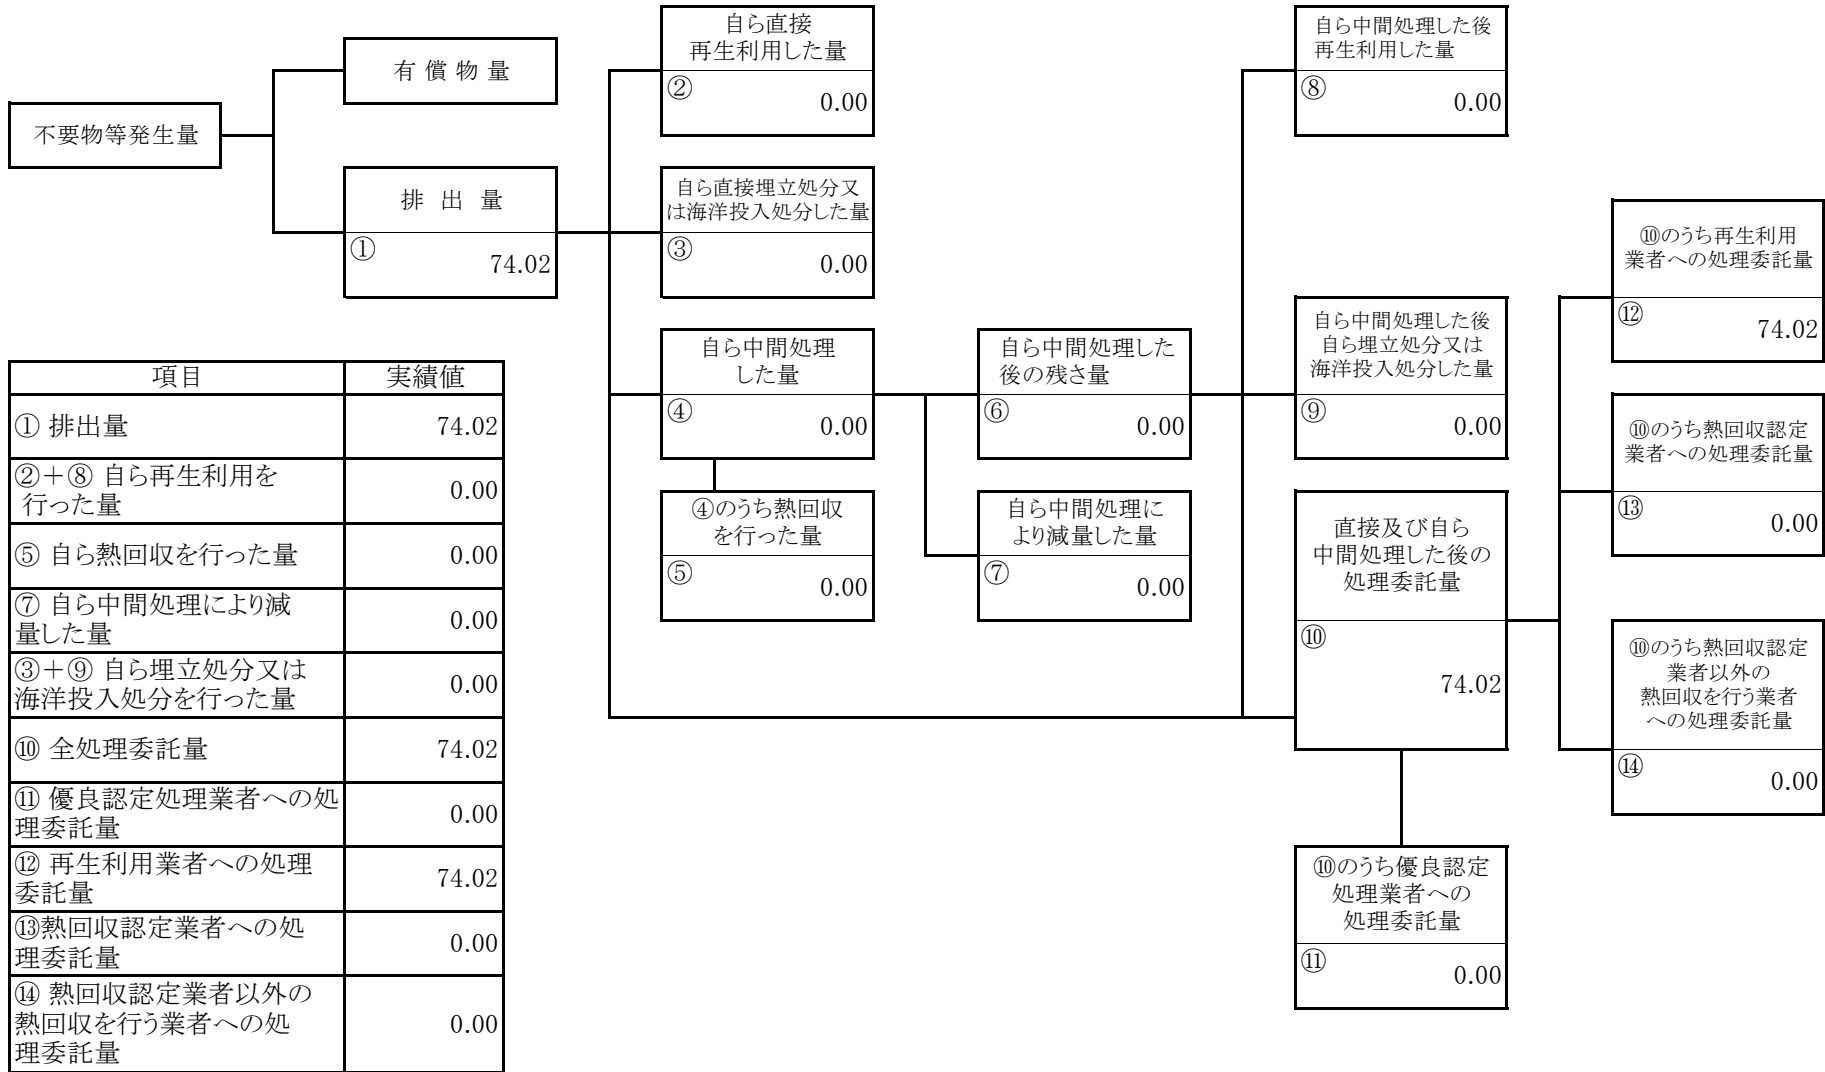 不要物等発生量
有 償 物 量
排 出 量
①
74.02
自ら直接
再生利用した量
②
0.00
自ら直接埋立処分又
は海洋投入処分した量
③
0.00
自ら中間処理
した量
④
0.00
④のうち熱回収
を行った量
⑤
0.00
自ら中間処理した
後の残さ量
⑥
0.00
自ら中間処理に
より減量した量
⑦
0.00
自ら中間処理した後
再生利用した量
⑧
0.00
自ら中間処理した後
自ら埋立処分又は
海洋投入処分した量
⑨
0.00
直接及び自ら
中間処理した後の
処理委託量
⑩
74.02
⑩のうち優良認定
処理業者への
処理委託量
⑪
0.00
⑩のうち再生利用
業者への処理委託量
⑫
74.02
⑩のうち熱回収認定
業者への処理委託量
⑬
0.00
⑩のうち熱回収認定
業者以外の
熱回収を行う業者
への処理委託量
⑭
0.00
項目 実績値
① 排出量 74.02
②＋⑧ 自ら再生利用を
行った量 0.00
⑤ 自ら熱回収を行った量 0.00
⑦ 自ら中間処理により減
量した量 0.00
③＋⑨ 自ら埋立処分又は
海洋投入処分を行った量 0.00
⑩ 全処理委託量 74.02
⑪ 優良認定処理業者への処
理委託量 0.00
⑫ 再生利用業者への処理
委託量 74.02
⑬熱回収認定業者への処
理委託量 0.00
⑭ 熱回収認定業者以外の
熱回収を行う業者への処
理委託量 0.00